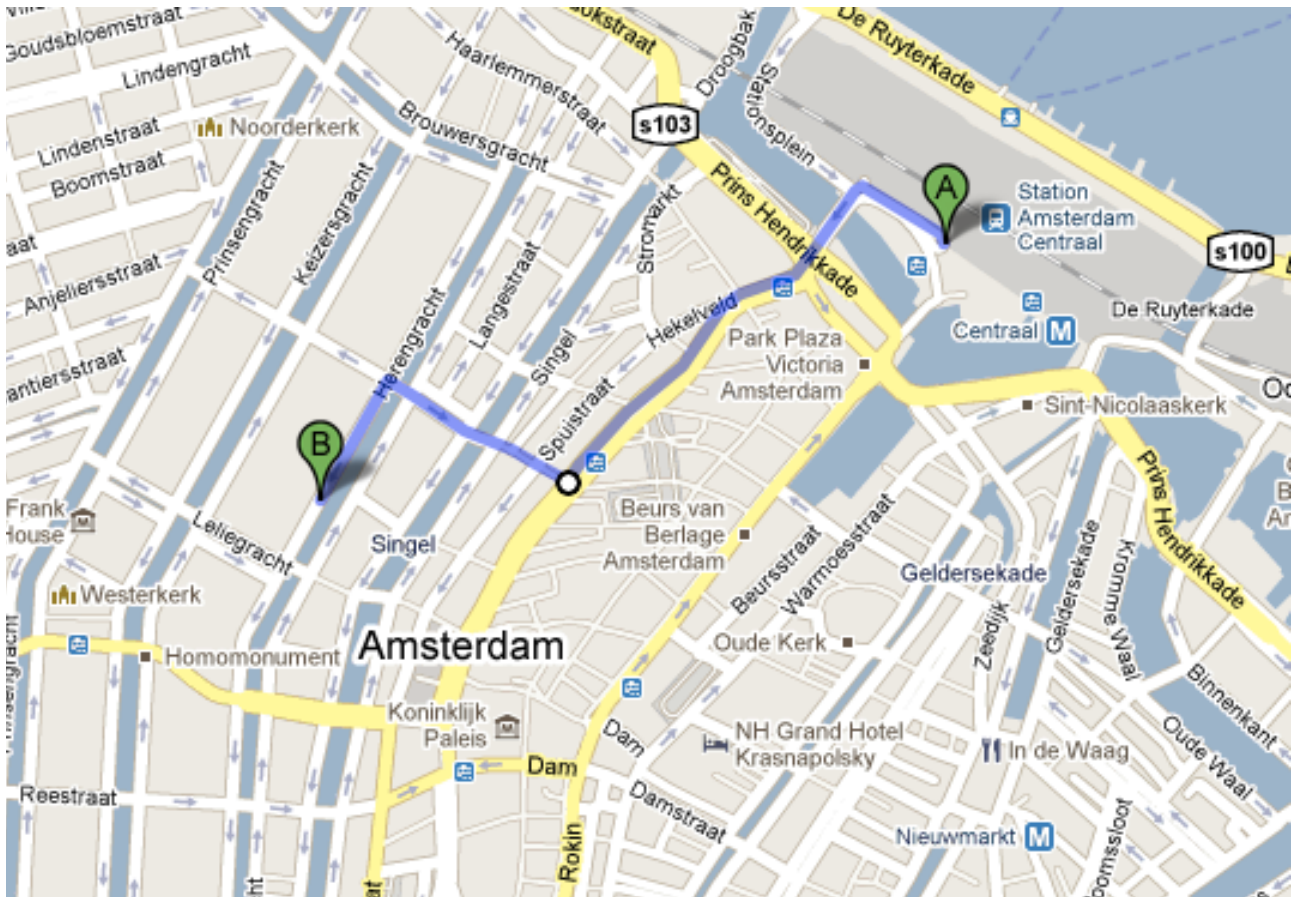 Goudsbloemstraat
Lindengracht
Haarlemmerstraat
Droogbak
De Ruyterkade
Stationsplein
s103
Noorderkerk
Lindenstraat
Boomstraat
Brouwersgracht
Prinsengracht
Keizersgracht
Stromarkt
Prins Hendrikkade
A
Station
Amsterdam
Centraal
s100
De Ruyterkade
Anjeliersstraat
Herengracht
Langestraat
Singel
Hekelveld
Centraal
M
Park Plaza
Victoria
Amsterdam
Sint-Nicolaaskerk
Spuistraat
B
Prins Hendrikkade
Frank
House
Leliegracht
Singel
Beurs van
Berlage
Amsterdam
Beursstraat
Warmoesstraat
Geldersekade
Geldersekade
Kromme Waal
Westerkerk
Amsterdam
Oude Kerk
Zeedijk
Homomonument
Binnenkant
Koninklijk
Paleis
Dam
NH Grand Hotel
Krasnapolsky
In de Waag
Oude Waal
Dam
Reestraat
Damstraat
Rokin
Nieuwmarkt
M